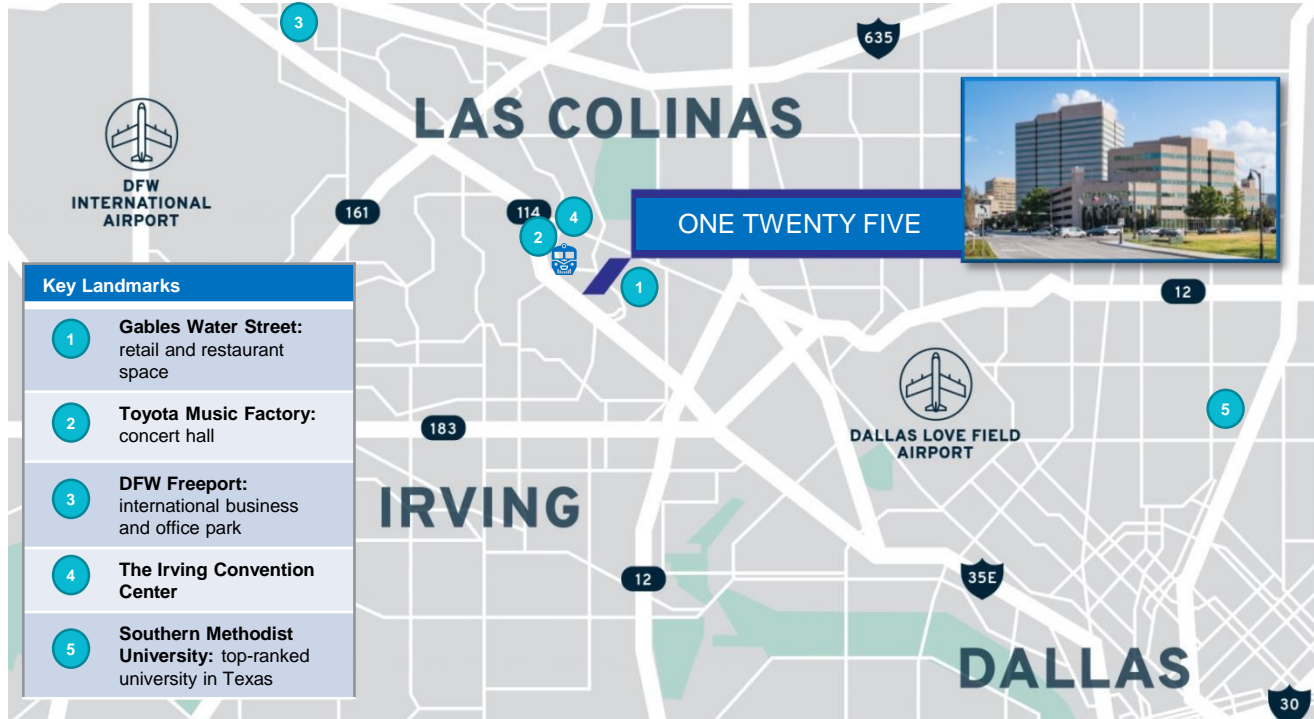 3
635
LAS COLINAS
DFW
INTERNATIONAL
AIRPORT
161
114
4
2
ONE TWENTY FIVE
1
12
Key Landmarks
1
Gables Water Street:
retail and restaurant
space
2
Toyota Music Factory:
concert hall
3
DFW Freeport:
international business
and office park
4
The Irving Convention
Center
5
Southern Methodist
University: top-ranked
university in Texas
183
DALLAS LOVE FIELD
AIRPORT
5
IRVING
12
35E
DALLAS
30